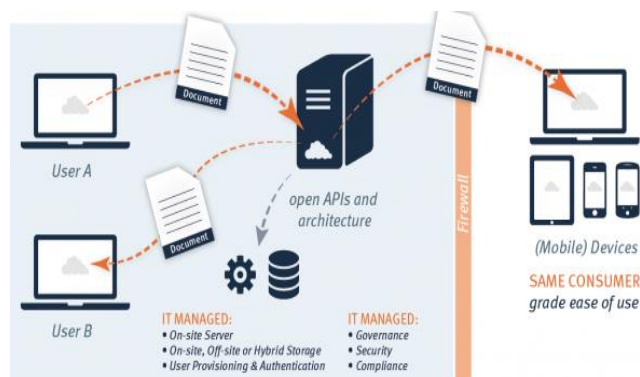 Document
Document
User A
open APIs and
architecture
Firewall
(Mobile) Devices
SAME CONSUMER
grade ease of use
Document
User B
IT MANAGED:
• On-site Server
• On-site, Off-site or Hybrid Storage
• User Provisioning & Authentication
IT MANAGED:
• Governance
• Security
• Compliance